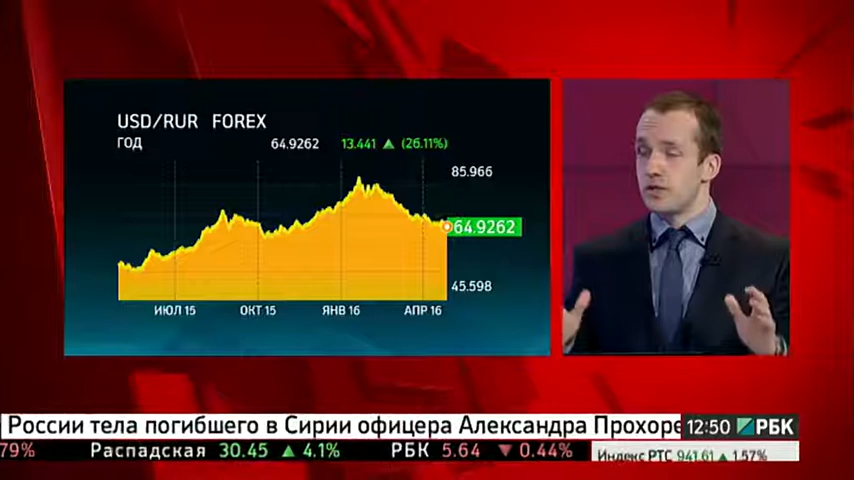 USD/RUR FOREX
ГОД 64.9262 13.441 (26.11%)
85.966
64.9262
45.598
ИЮЛ 15 ОКТ 15 ЯНВ 16 АПР 16
России тела погибшего в Сирии офицера Александра Прохоре 12:50 РБК
79% Распадская 30.45 ▲ 4.1% РБК 5.64 ▼ 0.44% Индекс РТС 941.61 ▲ 1.57%